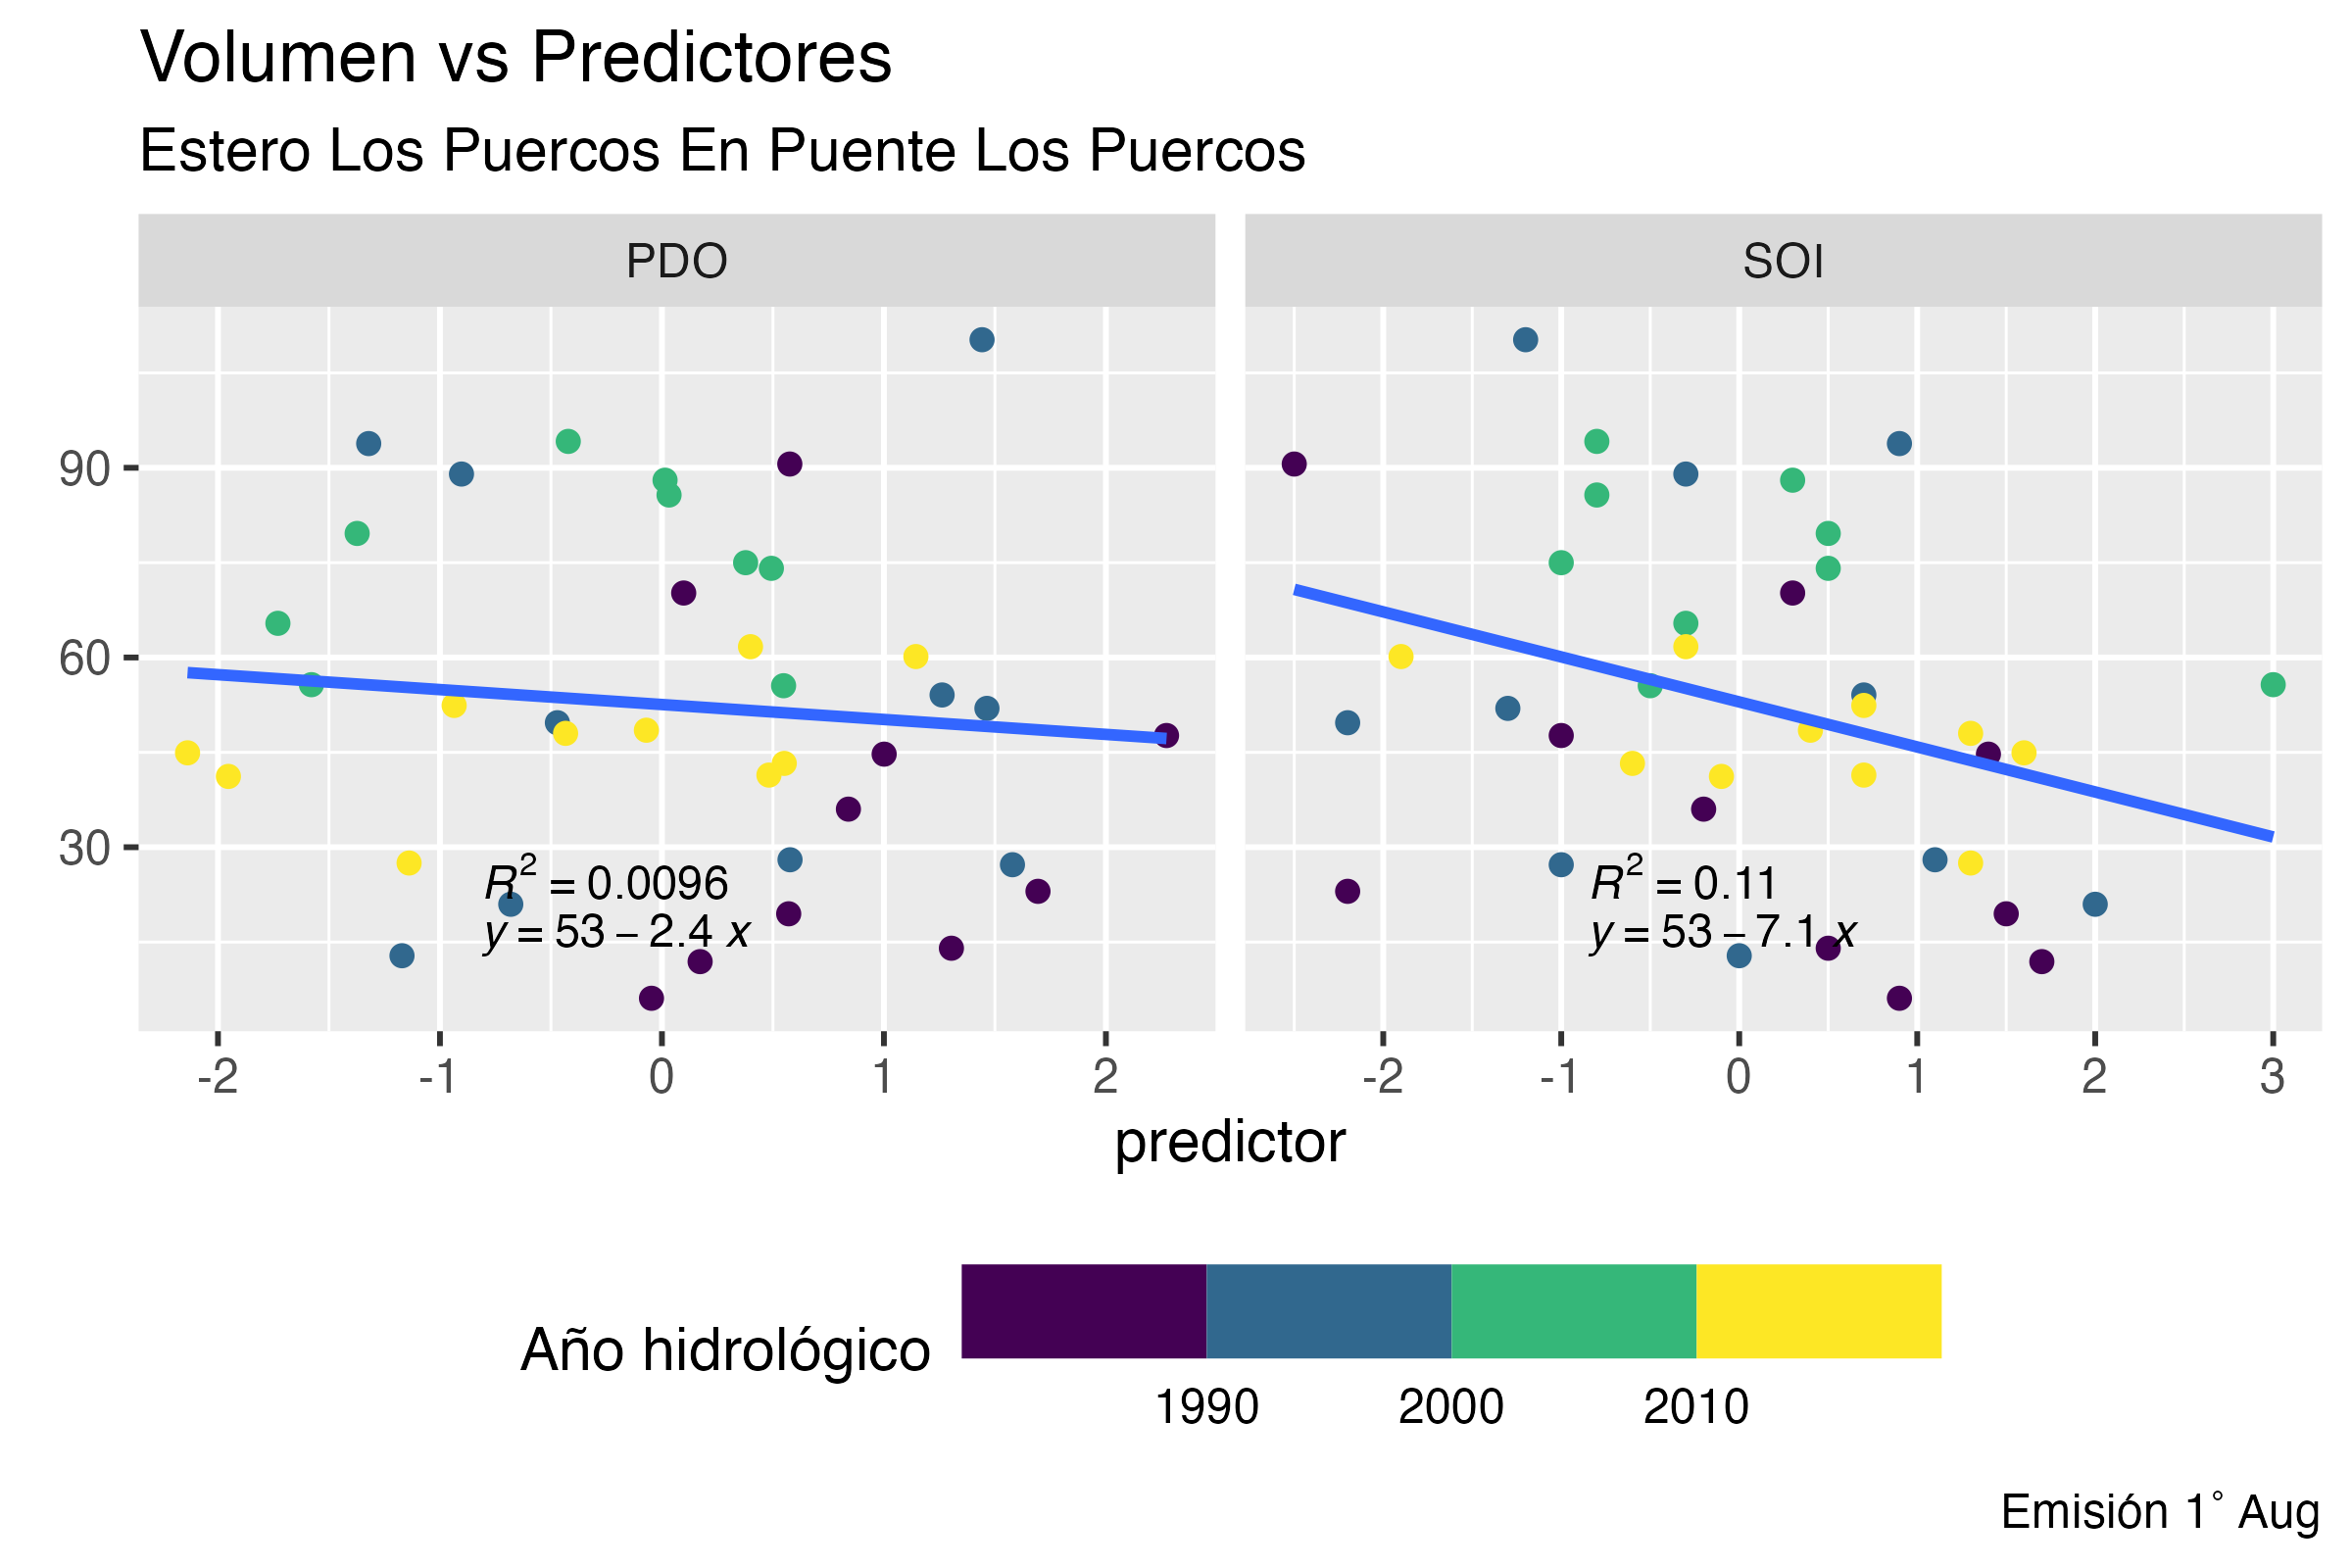 Volumen vs Predictores
Estero Los Puercos En Puente Los Puercos
PDO
SOI
90
60
30
R² = 0.0096
y = 53 − 2.4 x
R² = 0.11
y = 53 − 7.1 x
-2 -1 0 1 2
-2 -1 0 1 2 3
predictor
Año hidrológico
1990 2000 2010
Emisión 1° Aug